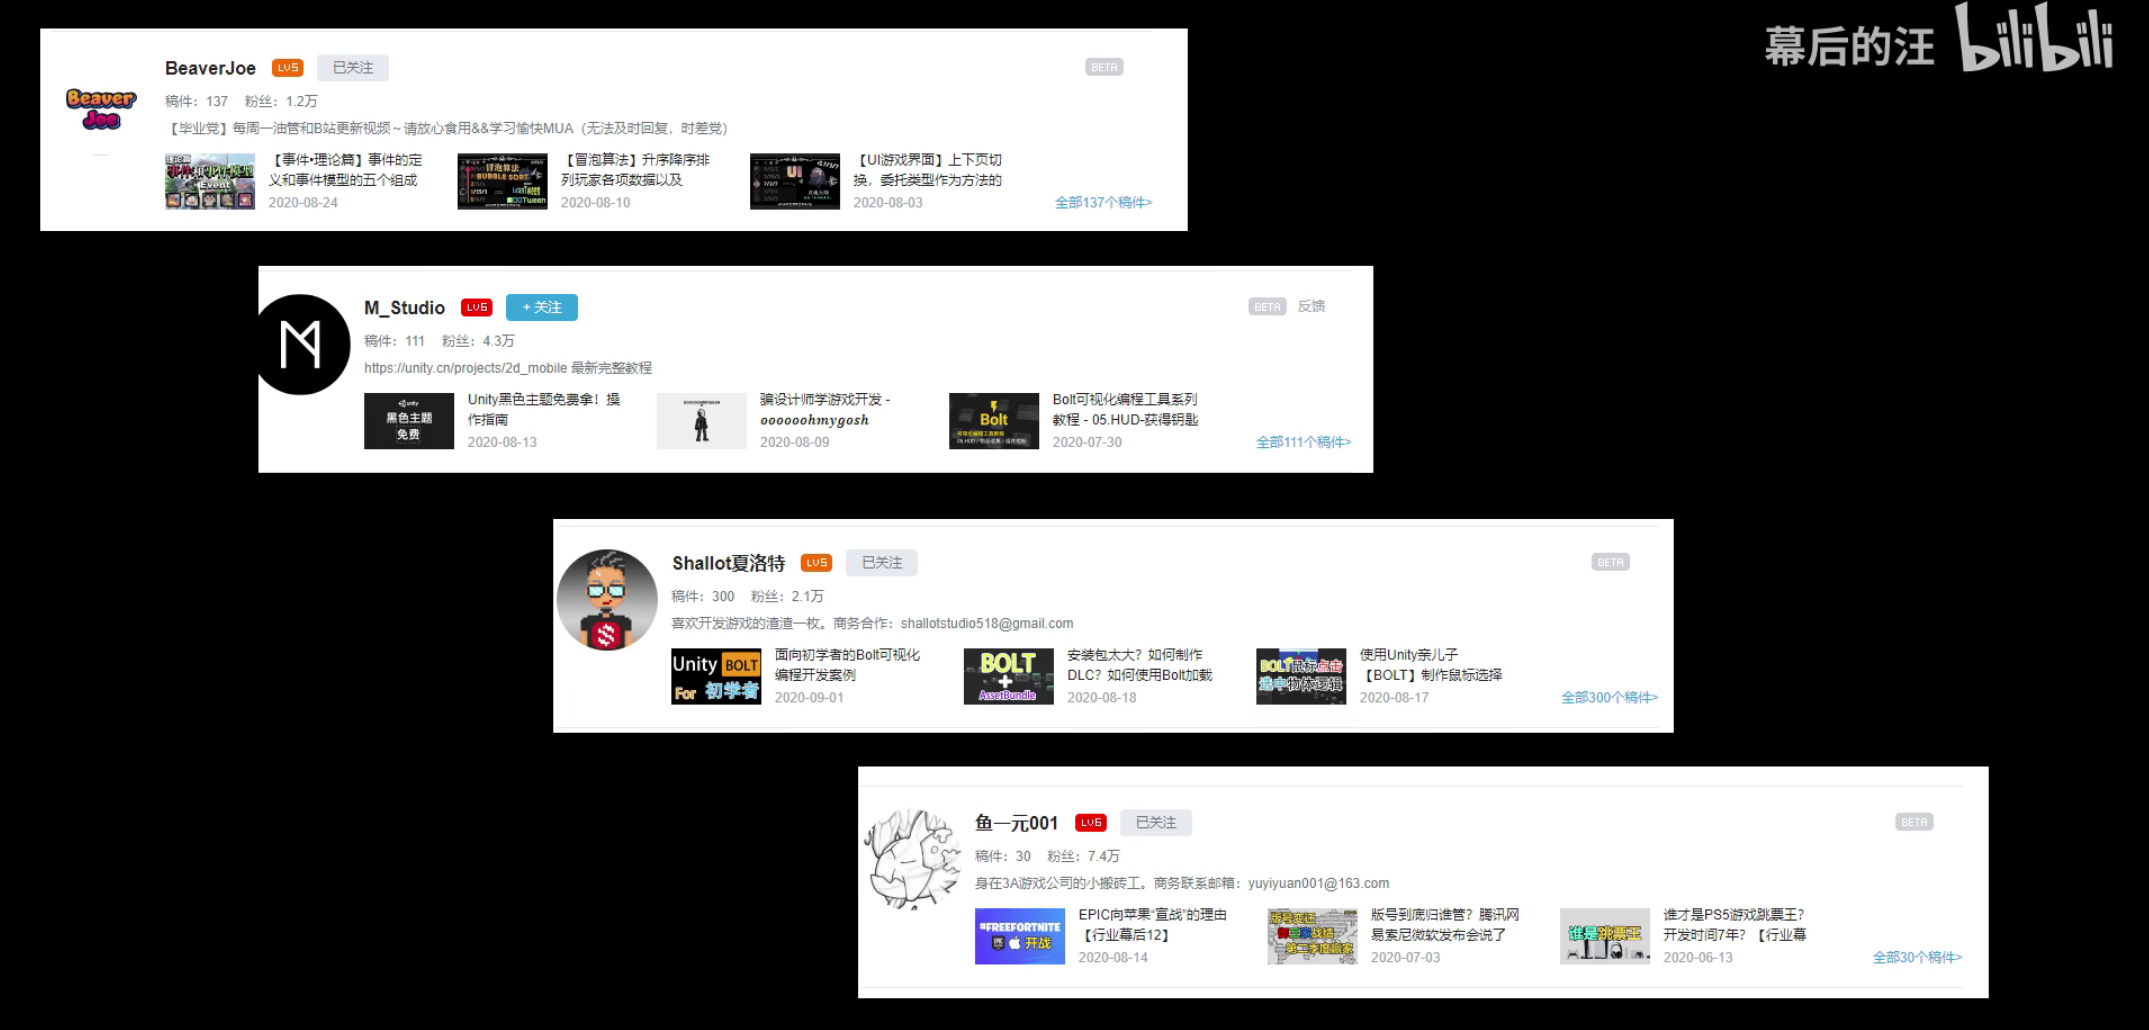 幕后的汪 bilibili
BeaverJoe LV5 已关注 BETA
Beaver
Joe
稿件：137 粉丝：1.2万
【毕业党】每周一油管和B站更新视频～请放心食用&&学习愉快MUA（无法及时回复，时差党）
【事件•理论篇】事件的定
义和事件模型的五个组成
2020-08-24
Event
【冒泡算法】升序降序排
列玩家各项数据以及
2020-08-10
冒泡算法
BUBBLE SORT
DOTween
【UI游戏界面】上下页切
换，委托类型作为方法的
2020-08-03
UI
全部137个稿件>
M_Studio LV6 + 关注 BETA 反馈
稿件：111 粉丝：4.3万
https://unity.cn/projects/2d_mobile 最新完整教程
unity
黑色主题
免费
Unity黑色主题免费拿！操
作指南
2020-08-13
骗设计师学游戏开发 -
oooooohmygosh
2020-08-09
Bolt
Bolt可视化编程工具系列
教程 - 05.HUD-获得钥匙
2020-07-30
全部111个稿件>
Shallot夏洛特 LV5 已关注 BETA
稿件：300 粉丝：2.1万
喜欢开发游戏的渣渣一枚。商务合作：shallotstudio518@gmail.com
Unity BOLT
For 初学者
面向初学者的Bolt可视化
编程开发案例
2020-09-01
BOLT
+
AssetBundle
安装包太大？如何制作
DLC？如何使用Bolt加载
2020-08-18
BOLT鼠标点击
选中物体逻辑
使用Unity亲儿子
【BOLT】制作鼠标选择
2020-08-17
全部300个稿件>
鱼一元001 LV6 已关注 BETA
稿件：30 粉丝：7.4万
身在3A游戏公司的小搬砖工。商务联系邮箱：yuyiyuan001@163.com
#FREEFORTNITE
开战
EPIC向苹果“宣战”的理由
【行业幕后12】
2020-08-14
版号到底归谁管？腾讯网
易索尼微软发布会说了
2020-07-03
谁是跳票王
谁才是PS5游戏跳票王？
开发时间7年？【行业幕
2020-06-13
全部30个稿件>